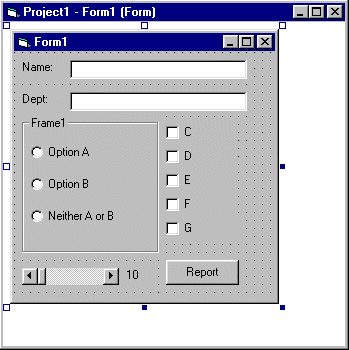 Project1 - Form1 (Form)
Form1
Name:
Dept:
Frame1
Option A
Option B
Neither A or B
C
D
E
F
G
10
Report